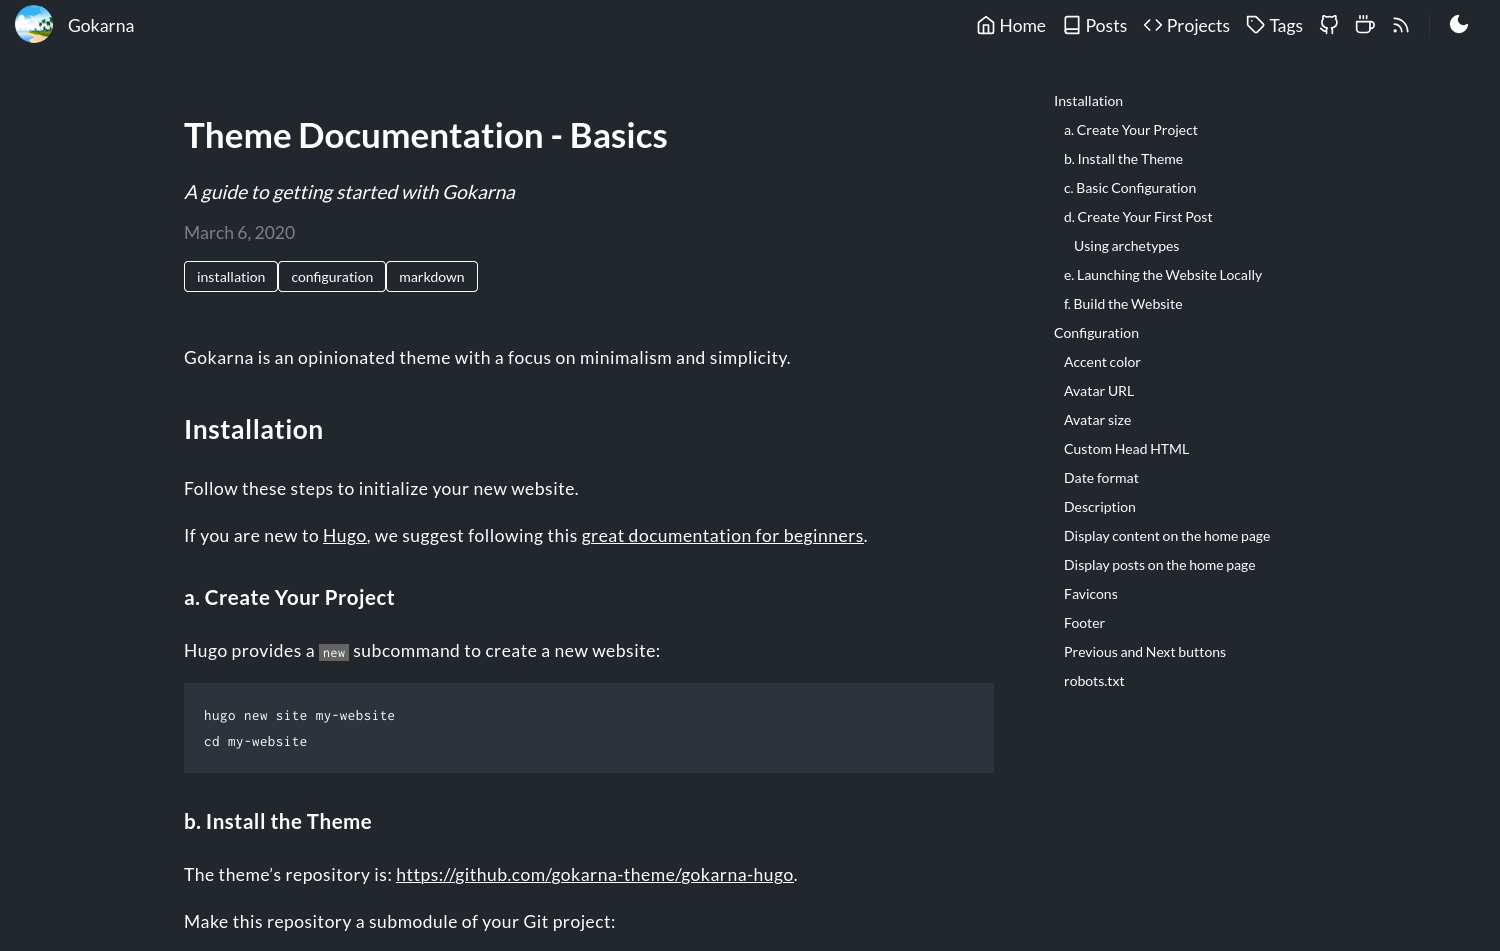 Gokarna
Home Posts Projects Tags
Theme Documentation - Basics
A guide to getting started with Gokarna
March 6, 2020
installation configuration markdown
Gokarna is an opinionated theme with a focus on minimalism and simplicity.
Installation
Follow these steps to initialize your new website.
If you are new to Hugo, we suggest following this great documentation for beginners.
a. Create Your Project
Hugo provides a new subcommand to create a new website:
hugo new site my-website
cd my-website
b. Install the Theme
The theme’s repository is: https://github.com/gokarna-theme/gokarna-hugo.
Make this repository a submodule of your Git project:
Installation
a. Create Your Project
b. Install the Theme
c. Basic Configuration
d. Create Your First Post
Using archetypes
e. Launching the Website Locally
f. Build the Website
Configuration
Accent color
Avatar URL
Avatar size
Custom Head HTML
Date format
Description
Display content on the home page
Display posts on the home page
Favicons
Footer
Previous and Next buttons
robots.txt